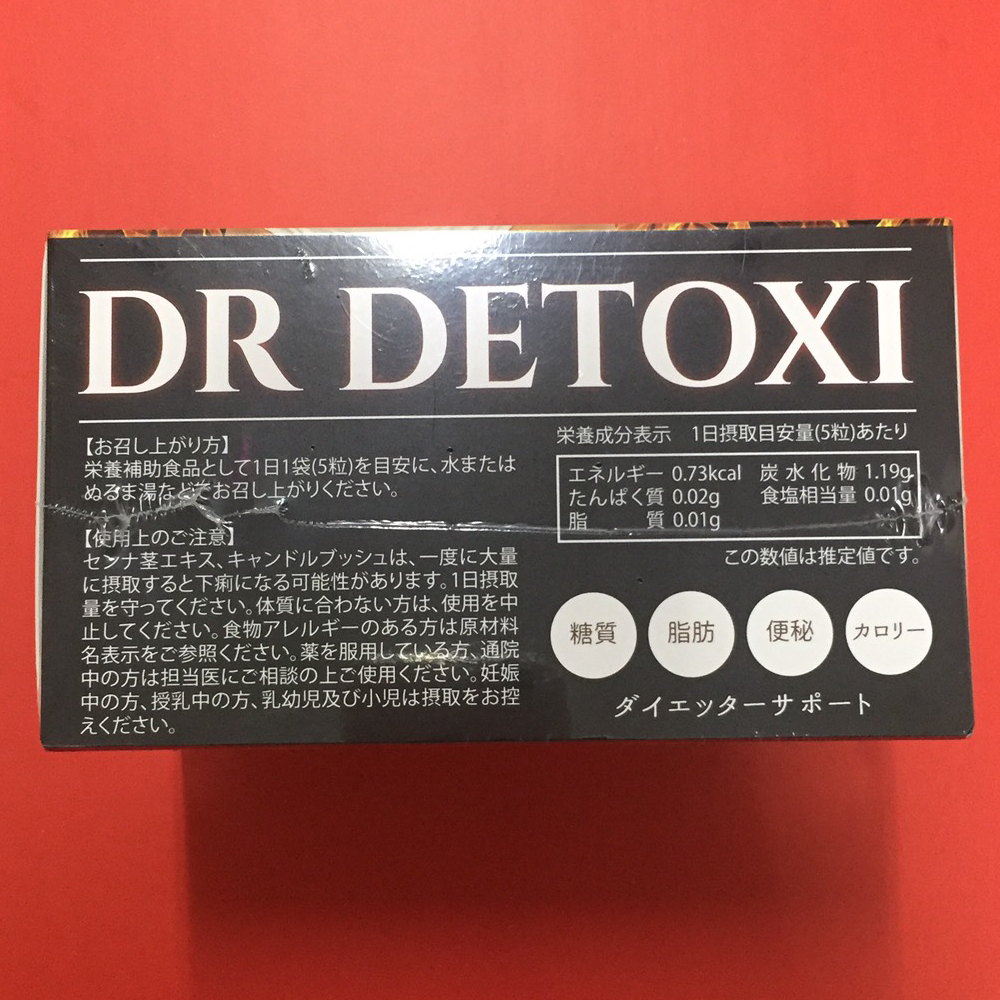 DR DETOXI
【お召し上がり方】
栄養補助食品として1日1袋(5粒)を目安に、水または
ぬるま湯などでお召し上がりください。
【使用上のご注意】
センナ茎エキス、キャンドルブッシュは、一度に大量
に摂取すると下痢になる可能性があります。1日摂取
量を守ってください。体質に合わない方は、使用を中
止してください。食物アレルギーのある方は原材料
名表示をご参照ください。薬を服用している方、通院
中の方は担当医にご相談の上ご使用ください。妊娠
中の方、授乳中の方、乳幼児及び小児は摂取をお控
えください。
栄養成分表示 1日摂取目安量(5粒)あたり
エネルギー 0.73kcal 炭水化物 1.19g
たんぱく質 0.02g 食塩相当量 0.01g
脂質 0.01g
この数値は推定値です。
糖質 脂肪 便秘 カロリー
ダイエッターサポート